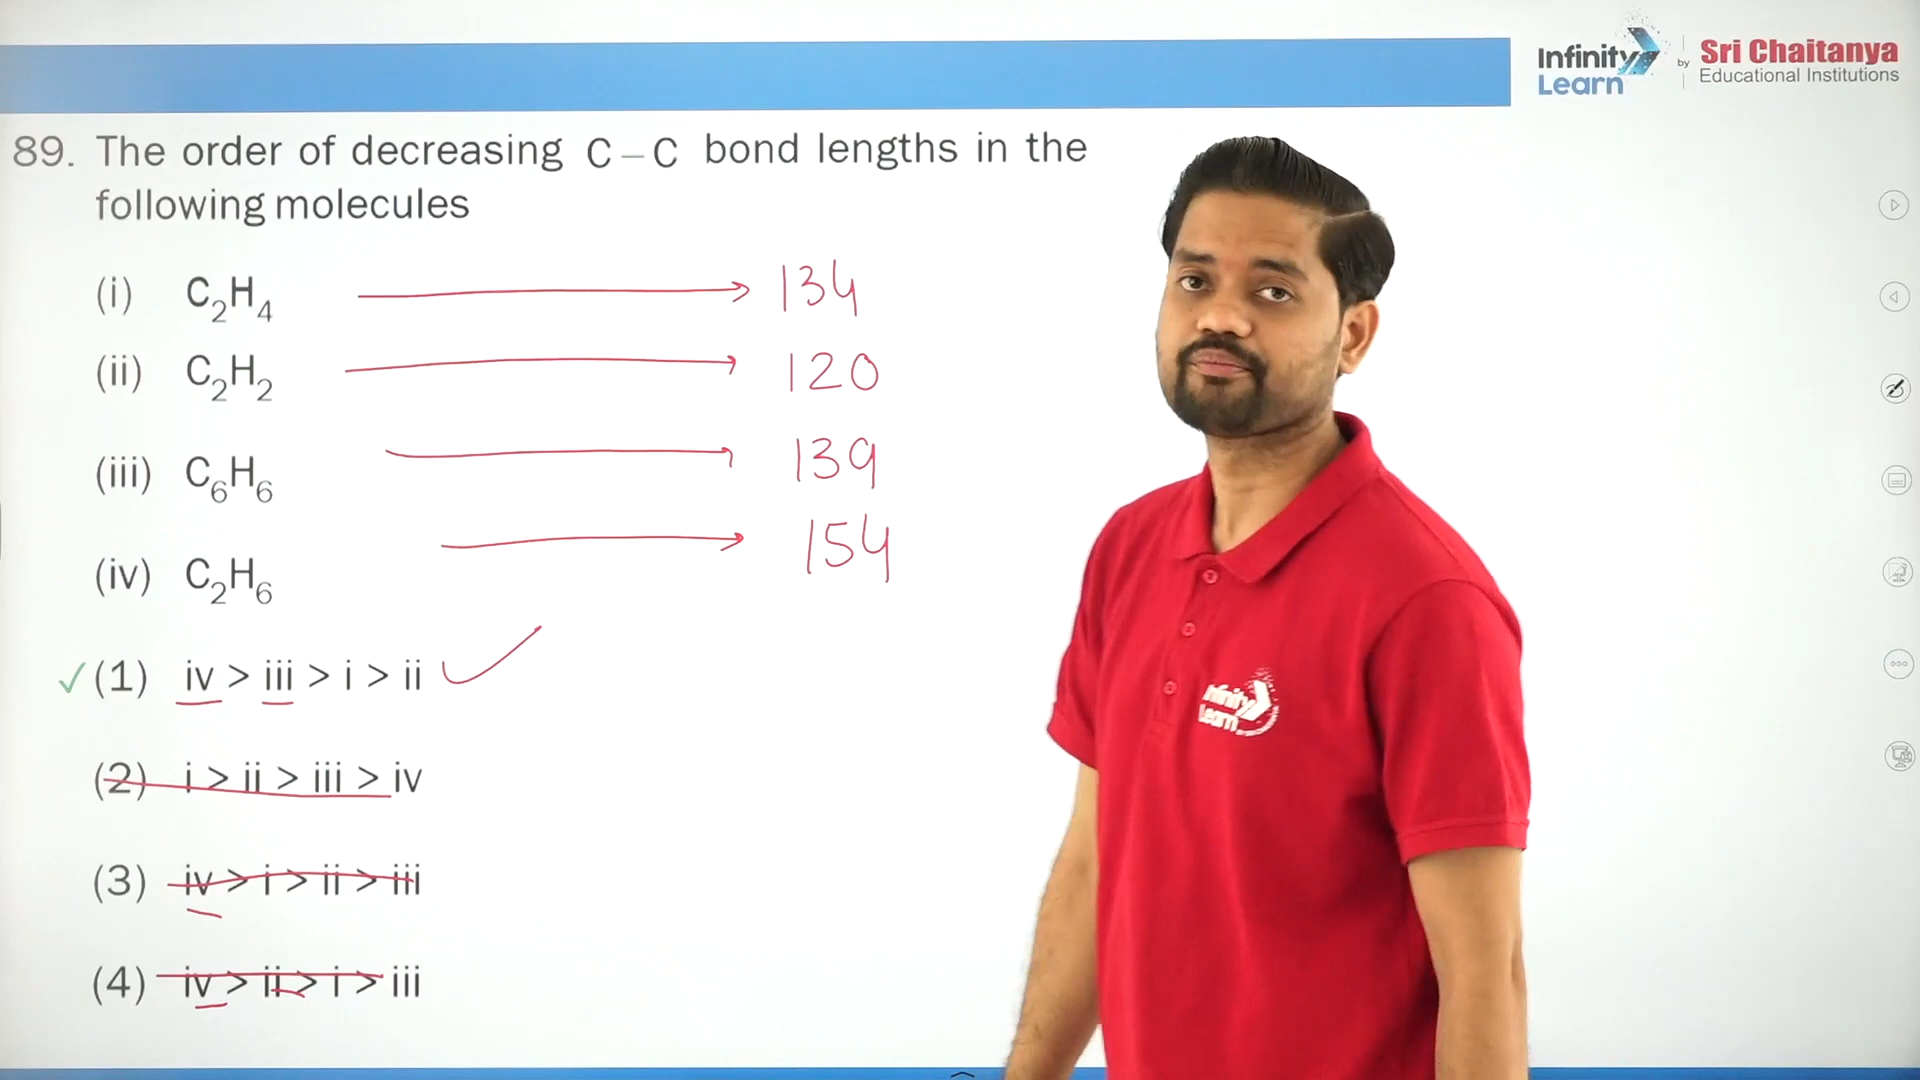 Infinity Learn by Sri Chaitanya Educational Institutions
89. The order of decreasing C – C bond lengths in the
following molecules
(i) C₂H₄ → 134
(ii) C₂H₂ → 120
(iii) C₆H₆ → 139
(iv) C₂H₆ → 154
✓(1) iv > iii > i > ii ✓
(2) i > ii > iii > iv
(3) iv > i > ii > iii
(4) iv > ii > i > iii
Infinity
Learn